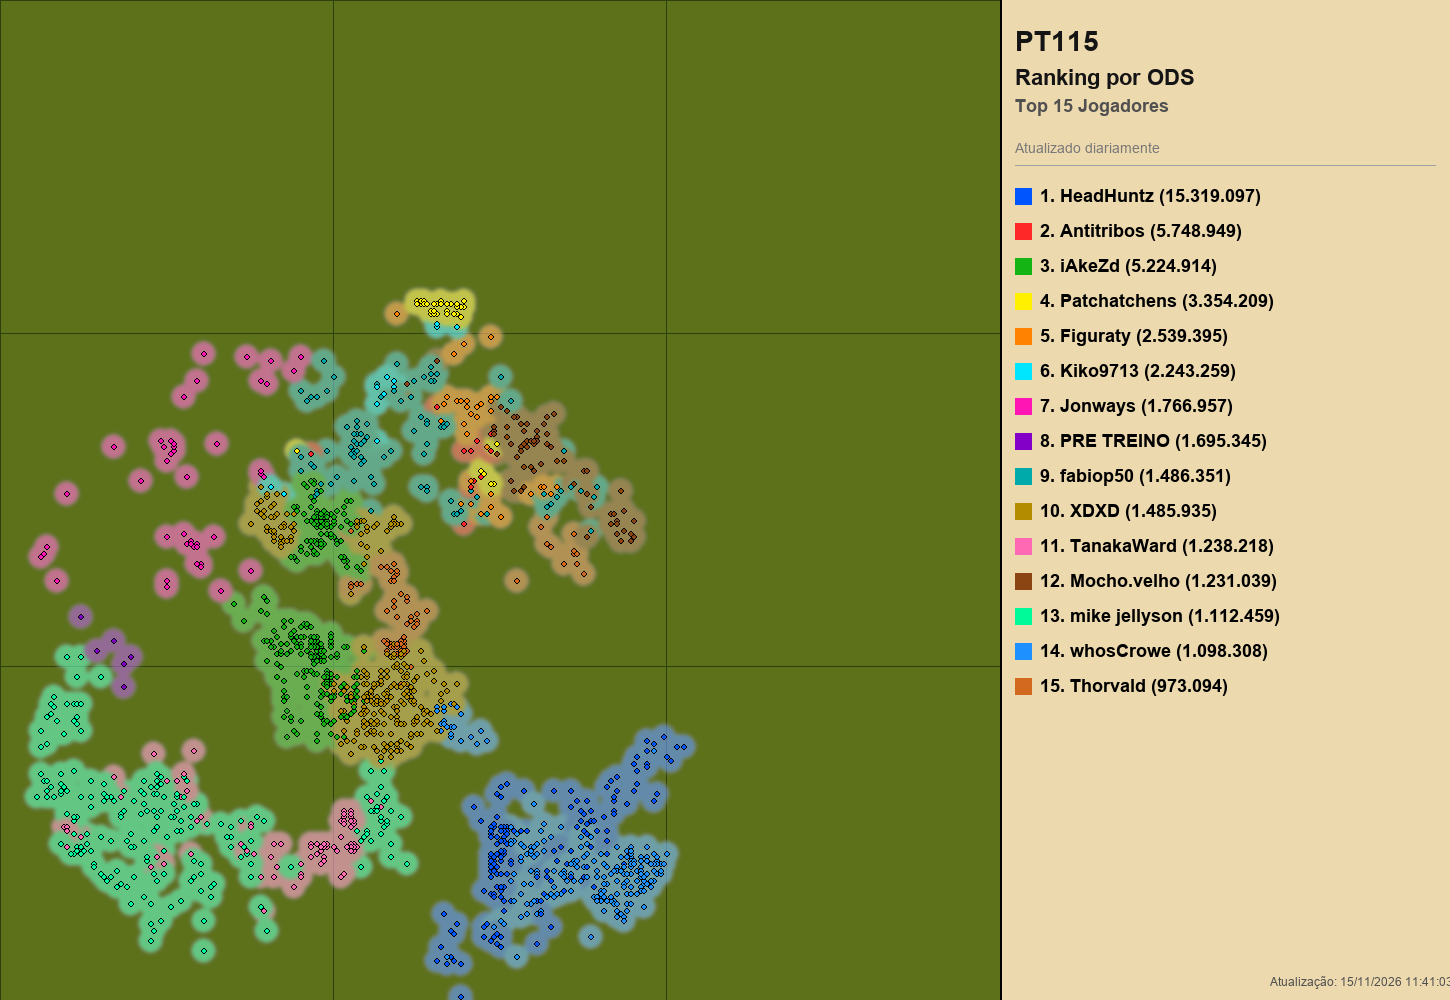 PT115
Ranking por ODS
Top 15 Jogadores
Atualizado diariamente
1. HeadHuntz (15.319.097)
2. Antitribos (5.748.949)
3. iAkeZd (5.224.914)
4. Patchatchens (3.354.209)
5. Figuraty (2.539.395)
6. Kiko9713 (2.243.259)
7. Jonways (1.766.957)
8. PRE TREINO (1.695.345)
9. fabiop50 (1.486.351)
10. XDXD (1.485.935)
11. TanakaWard (1.238.218)
12. Mocho.velho (1.231.039)
13. mike jellyson (1.112.459)
14. whosCrowe (1.098.308)
15. Thorvald (973.094)
Atualização: 15/11/2026 11:41:03